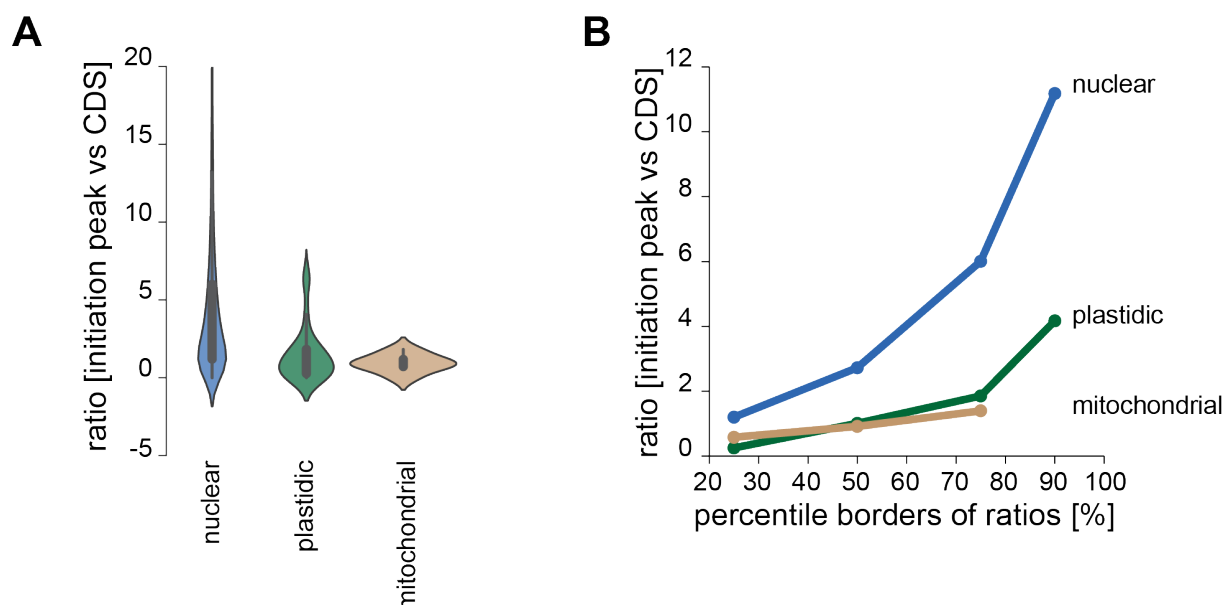 A
ratio [initiation peak vs CDS]
20
15
10
5
0
-5
nuclear
plastidic
mitochondrial
B
ratio [initiation peak vs CDS]
12
10
8
6
4
2
0
20 30 40 50 60 70 80 90 100
percentile borders of ratios [%]
nuclear
plastidic
mitochondrial